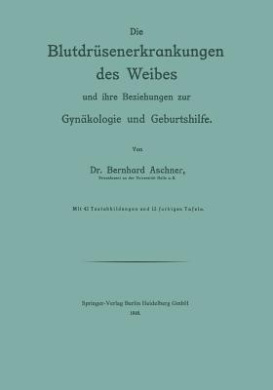 Die
Blutdrüsenerkrankungen
des Weibes
und ihre Beziehungen zur
Gynäkologie und Geburtshilfe.
Von
Dr. Bernhard Aschner,
Privatdozent an der Universität Halle a. S.
Mit 42 Textabbildungen und 13 farbigen Tafeln.
Springer-Verlag Berlin Heidelberg GmbH
1918.